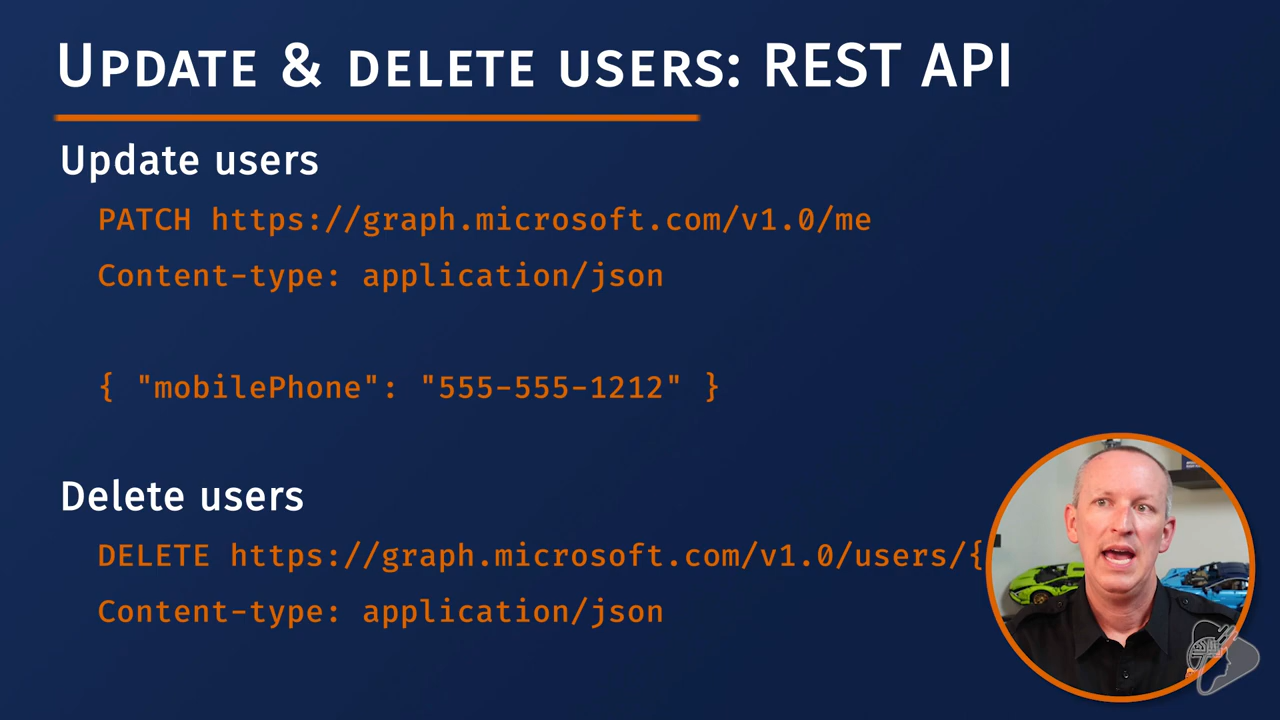 UPDATE & DELETE USERS: REST API
Update users
PATCH https://graph.microsoft.com/v1.0/me
Content-type: application/json
{ "mobilePhone": "555-555-1212" }
Delete users
DELETE https://graph.microsoft.com/v1.0/users/{
Content-type: application/json